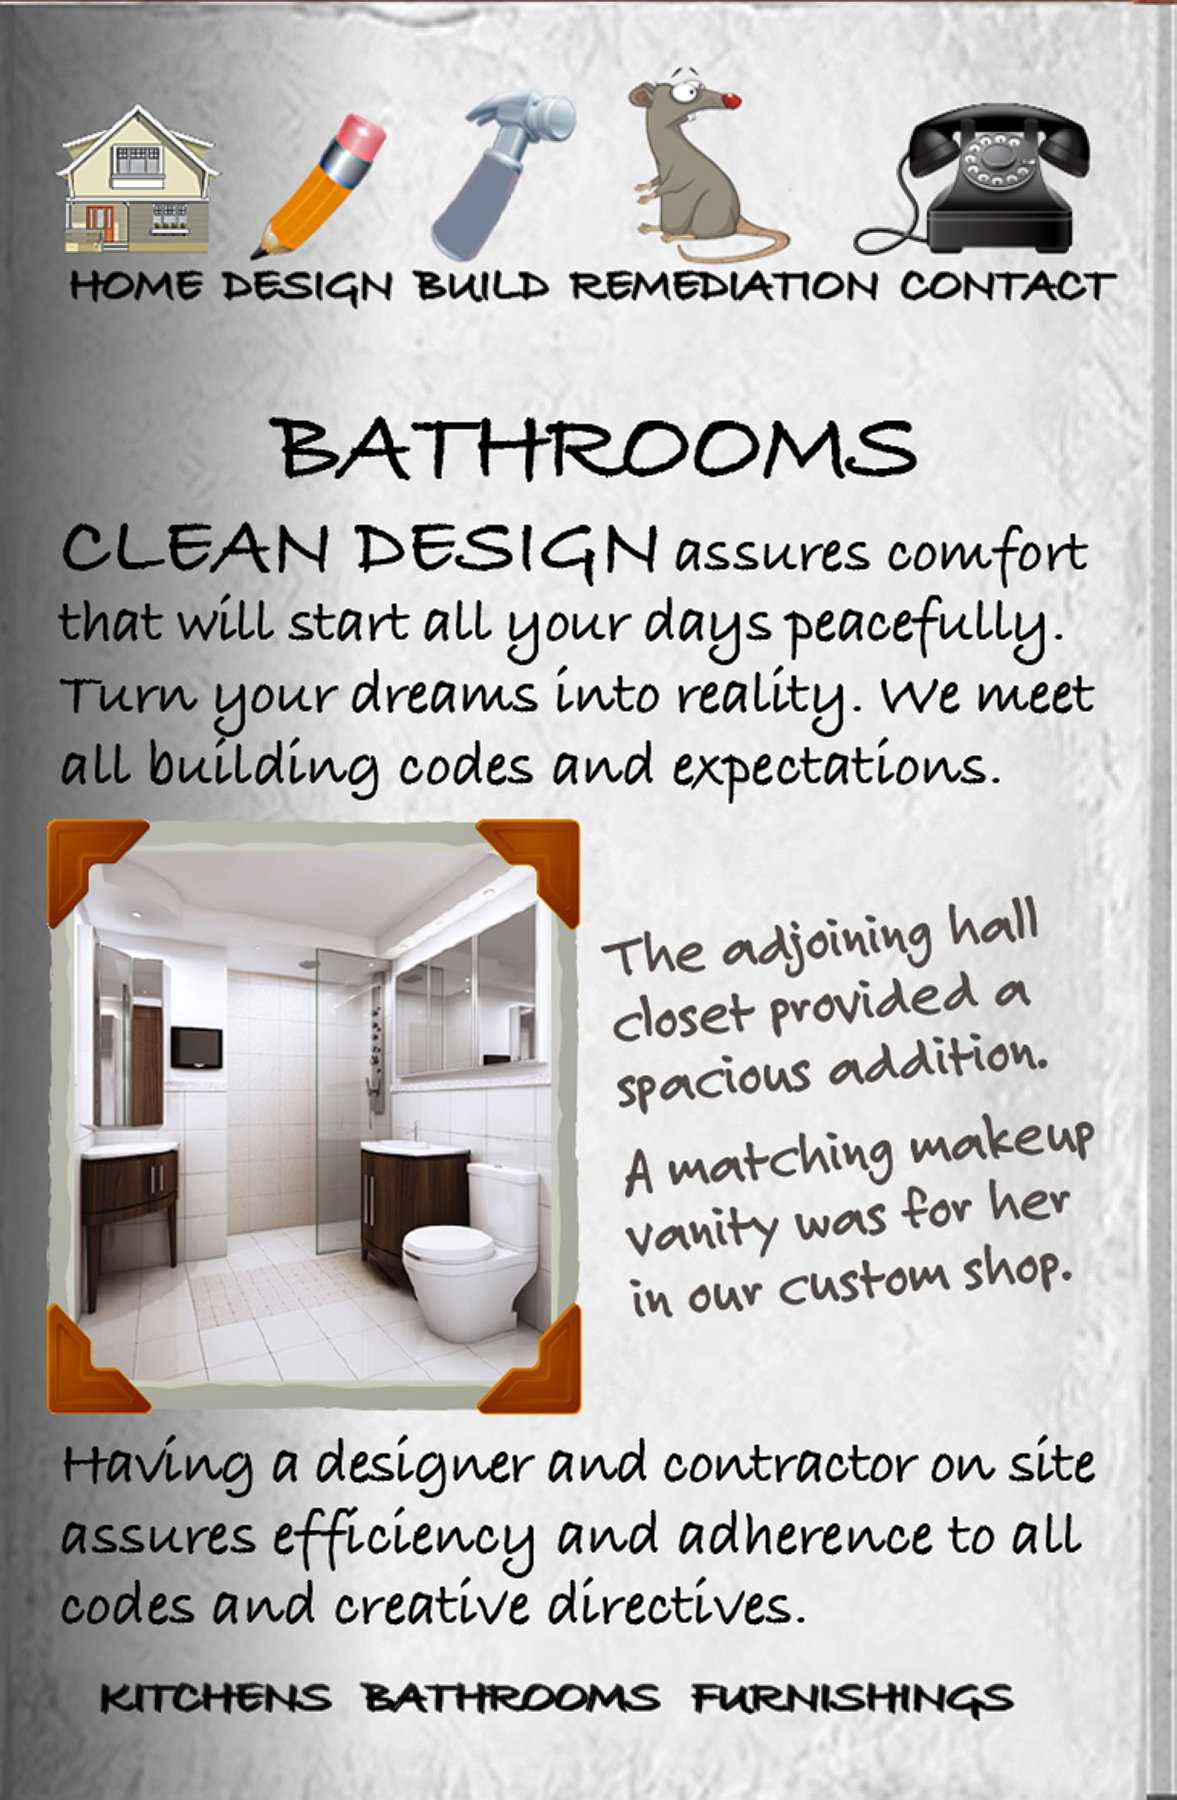 HOME DESIGN BUILD REMEDIATION CONTACT
BATHROOMS
CLEAN DESIGN assures comfort
that will start all your days peacefully.
Turn your dreams into reality. We meet
all building codes and expectations.
The adjoining hall
closet provided a
spacious addition.
A matching makeup
vanity was for her
in our custom shop.
Having a designer and contractor on site
assures efficiency and adherence to all
codes and creative directives.
KITCHENS BATHROOMS FURNISHINGS